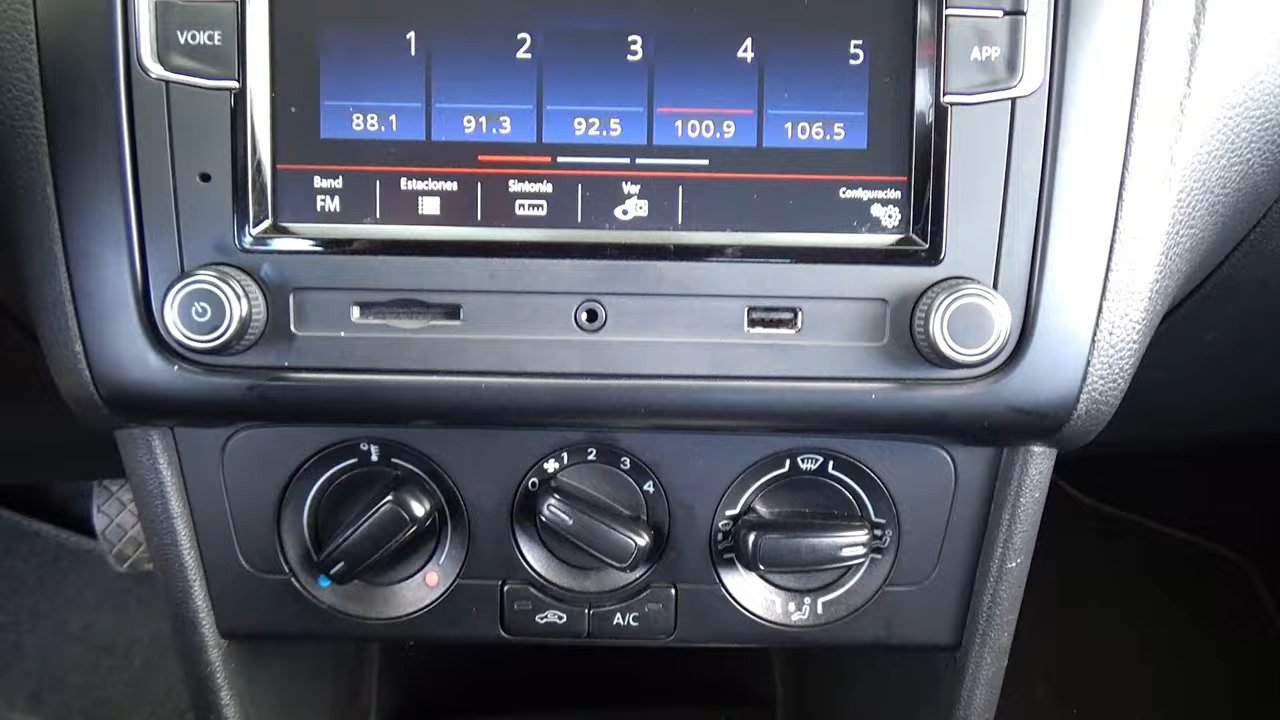 VOICE
1 2 3 4 5
APP
88.1 91.3 92.5 100.9 106.5
Band Estaciones Sintonía Ver Configuración
FM
0 1 2 3 4
A/C